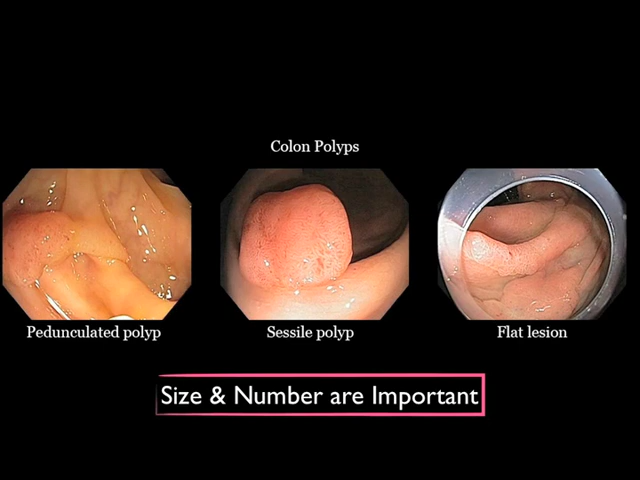 Colon Polyps
Pedunculated polyp
Sessile polyp
Flat lesion
Size & Number are Important